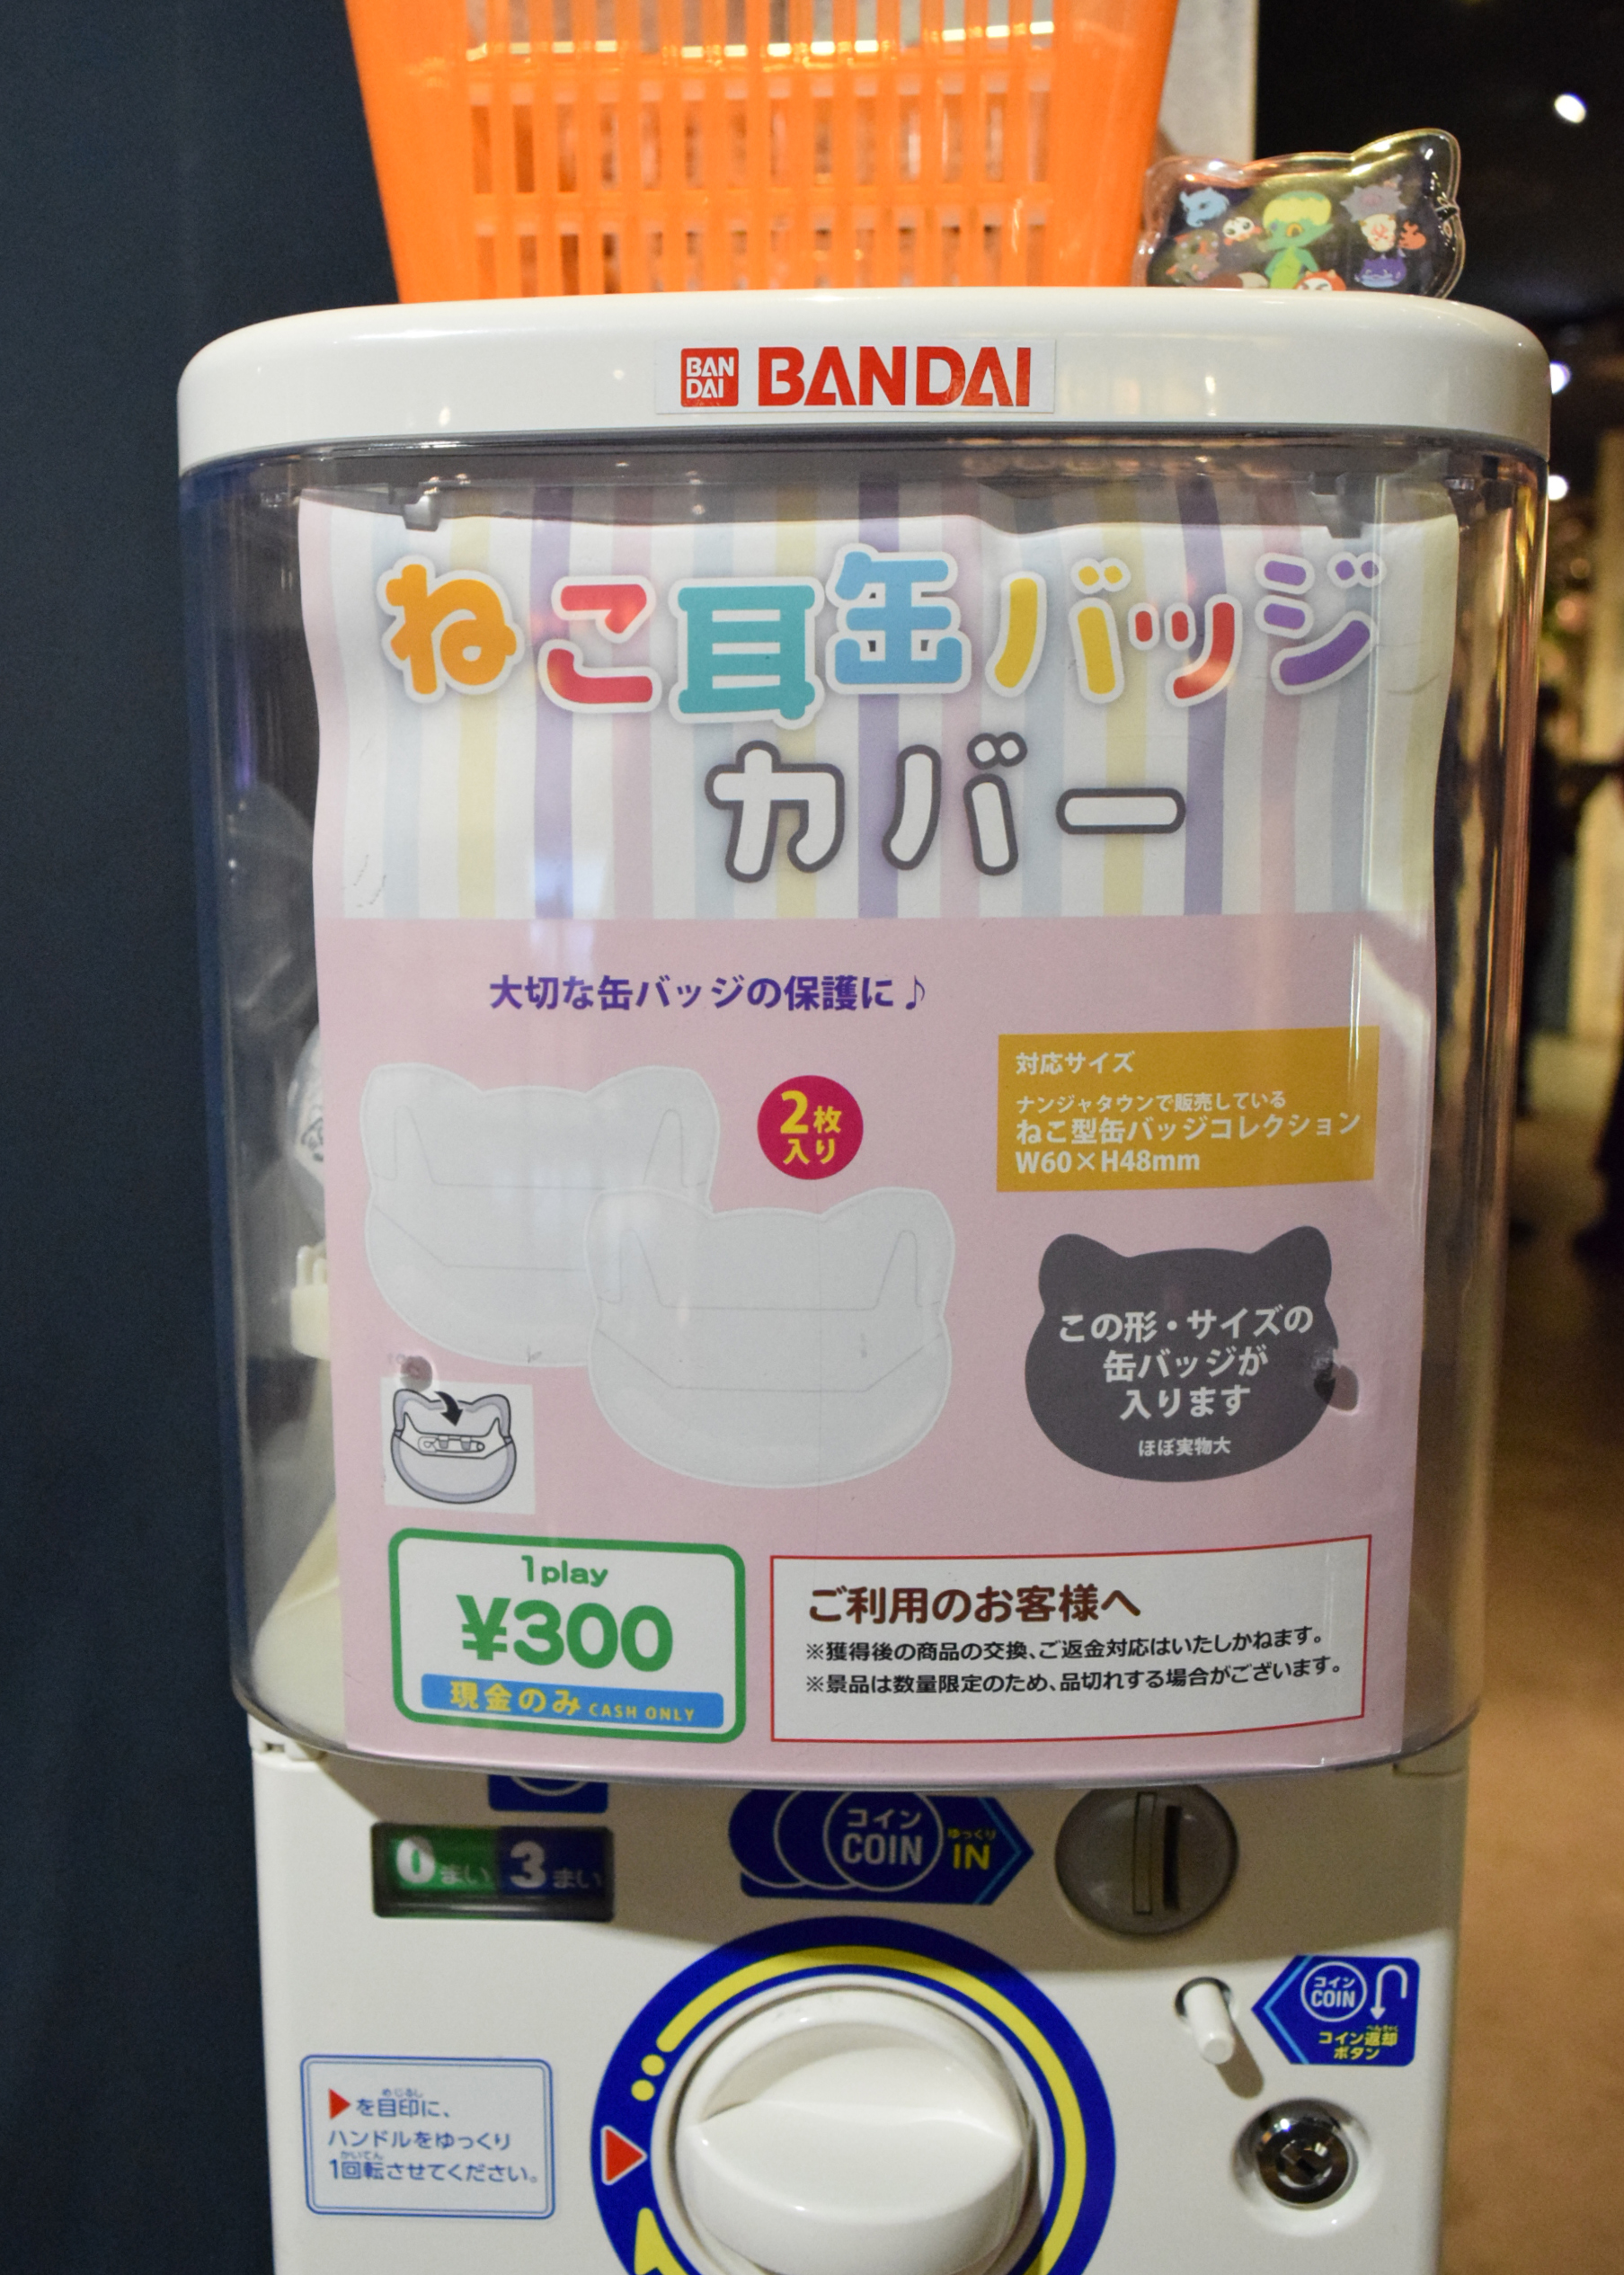 BAN
DAI
BANDAI
ねこ耳缶バッジ
カバー
大切な缶バッジの保護に♪
2枚
入り
対応サイズ
ナンジャタウンで販売している
ねこ型缶バッジコレクション
W60×H48mm
この形・サイズの
缶バッジが
入ります
ほぼ実物大
1play
¥300
現金のみ CASH ONLY
ご利用のお客様へ
※獲得後の商品の交換、ご返金対応はいたしかねます。
※景品は数量限定のため、品切れする場合がございます。
0まい 3まい
コイン
COIN
ゆっくり
IN
コイン
COIN
コイン返却
ボタン
めじるし
▶を目印に、
ハンドルをゆっくり
かいてん
1回転させてください。